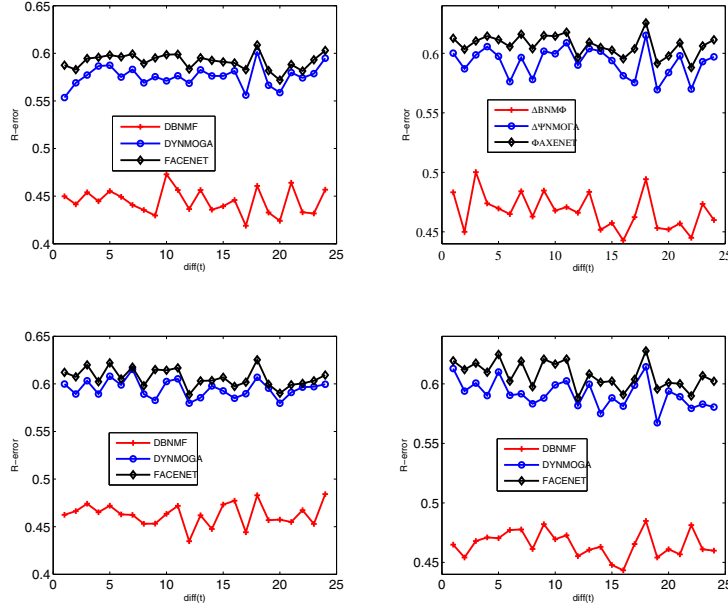 0.65
0.6
0.55
0.5
0.45
0.4
R-error
0
5
10
15
20
25
diff(t)
DBNMF
DYNMOGA
FACENET
0.6
0.55
0.5
0.45
R-error
0
5
10
15
20
25
diff(t)
ΔΒΝΜΦ
ΔΨΝΜΟΓΑ
ΦΑΧΕΝΕΤ
0.65
0.6
0.55
0.5
0.45
0.4
R-error
0
5
10
15
20
25
diff(t)
DBNMF
DYNMOGA
FACENET
0.6
0.55
0.5
0.45
R-error
0
5
10
15
20
25
diff(t)
DBNMF
DYNMOGA
FACENET